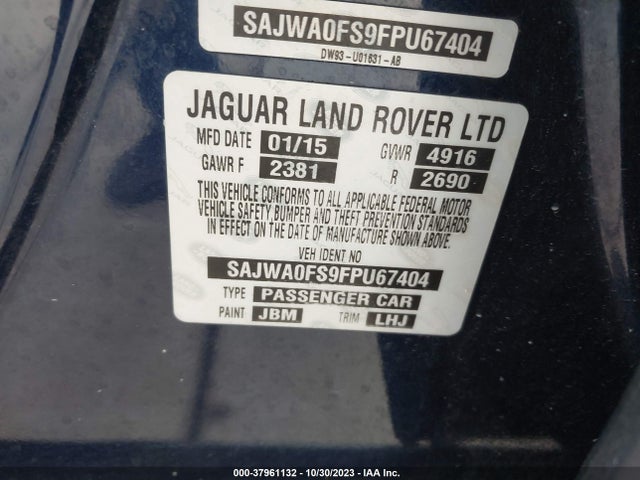 SAJWA0FS9FPU67404
DW93-U01631-AB
JAGUAR LAND ROVER LTD
MFD DATE 01/15 GVWR 4916
GAWR F 2381 R 2690
THIS VEHICLE CONFORMS TO ALL APPLICABLE FEDERAL MOTOR
VEHICLE SAFETY, BUMPER AND THEFT PREVENTION STANDARDS
IN EFFECT ON THE DATE OF MANUFACTURE SHOWN ABOVE.
VEH IDENT NO
SAJWA0FS9FPU67404
TYPE PASSENGER CAR
PAINT JBM TRIM LHJ
000-37961132 - 10/30/2023 - IAA Inc.